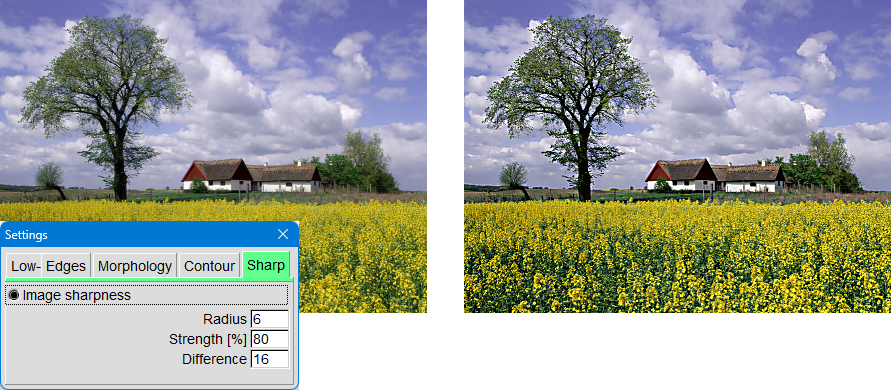 Settings
Low- Edges Morphology Contour Sharp
Image sharpness
Radius 6
Strength [%] 80
Difference 16